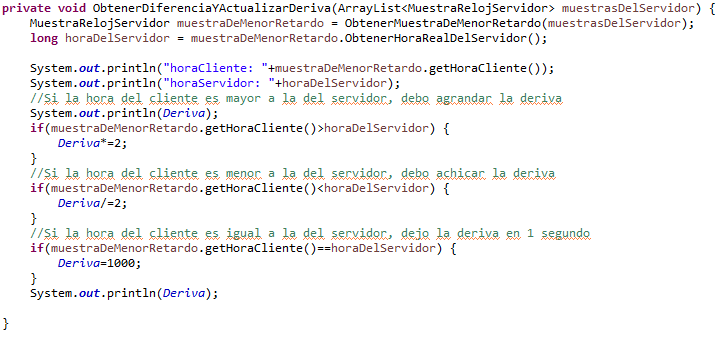 private void ObtenerDiferenciaYActualizarDeriva(ArrayList<MuestraRelojServidor> muestrasDelServidor) {
    MuestraRelojServidor muestraDeMenorRetardo = ObtenerMuestraDeMenorRetardo(muestrasDelServidor);
    long horaDelServidor = muestraDeMenorRetardo.ObtenerHoraRealDelServidor();

    System.out.println("horaCliente: "+muestraDeMenorRetardo.getHoraCliente());
    System.out.println("horaServidor: "+horaDelServidor);
    //Si la hora del cliente es mayor a la del servidor, debo agrandar la deriva
    System.out.println(Deriva);
    if(muestraDeMenorRetardo.getHoraCliente()>horaDelServidor) {
        Deriva*=2;
    }
    //Si la hora del cliente es menor a la del servidor, debo achicar la deriva
    if(muestraDeMenorRetardo.getHoraCliente()<horaDelServidor) {
        Deriva/=2;
    }
    //Si la hora del cliente es igual a la del servidor, dejo la deriva en 1 segundo
    if(muestraDeMenorRetardo.getHoraCliente()==horaDelServidor) {
        Deriva=1000;
    }
    System.out.println(Deriva);

}